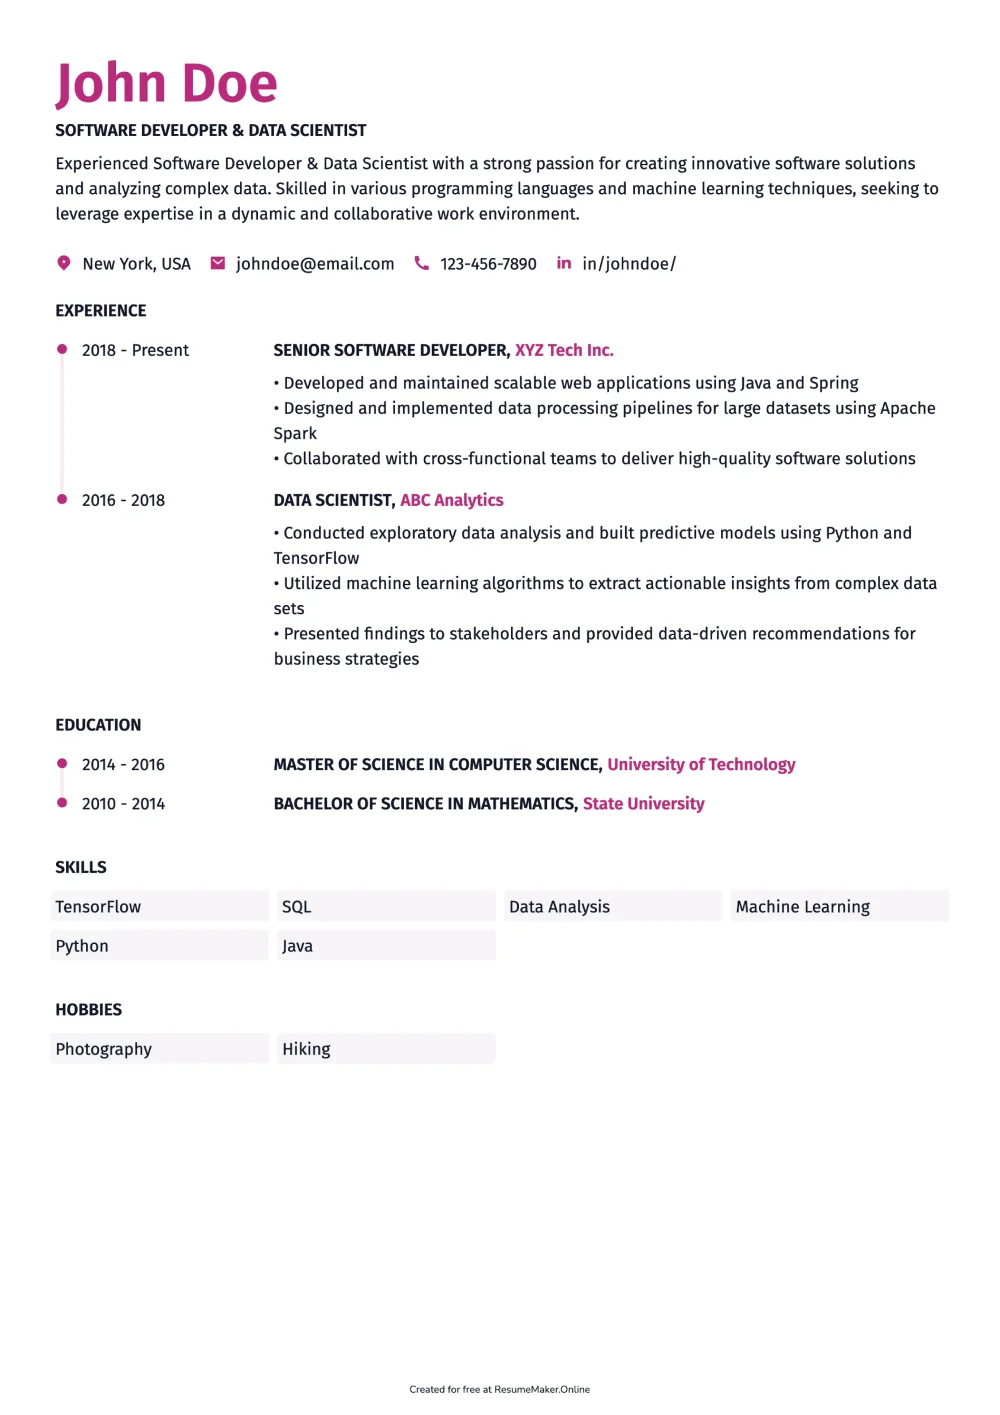 John Doe
SOFTWARE DEVELOPER & DATA SCIENTIST
Experienced Software Developer & Data Scientist with a strong passion for creating innovative software solutions
and analyzing complex data. Skilled in various programming languages and machine learning techniques, seeking to
leverage expertise in a dynamic and collaborative work environment.
New York, USA johndoe@email.com 123-456-7890 in in/johndoe/
EXPERIENCE
2018 - Present SENIOR SOFTWARE DEVELOPER, XYZ Tech Inc.
• Developed and maintained scalable web applications using Java and Spring
• Designed and implemented data processing pipelines for large datasets using Apache
Spark
• Collaborated with cross-functional teams to deliver high-quality software solutions
2016 - 2018 DATA SCIENTIST, ABC Analytics
• Conducted exploratory data analysis and built predictive models using Python and
TensorFlow
• Utilized machine learning algorithms to extract actionable insights from complex data
sets
• Presented findings to stakeholders and provided data-driven recommendations for
business strategies
EDUCATION
2014 - 2016 MASTER OF SCIENCE IN COMPUTER SCIENCE, University of Technology
2010 - 2014 BACHELOR OF SCIENCE IN MATHEMATICS, State University
SKILLS
TensorFlow SQL Data Analysis Machine Learning
Python Java
HOBBIES
Photography Hiking
Created for free at ResumeMaker.Online